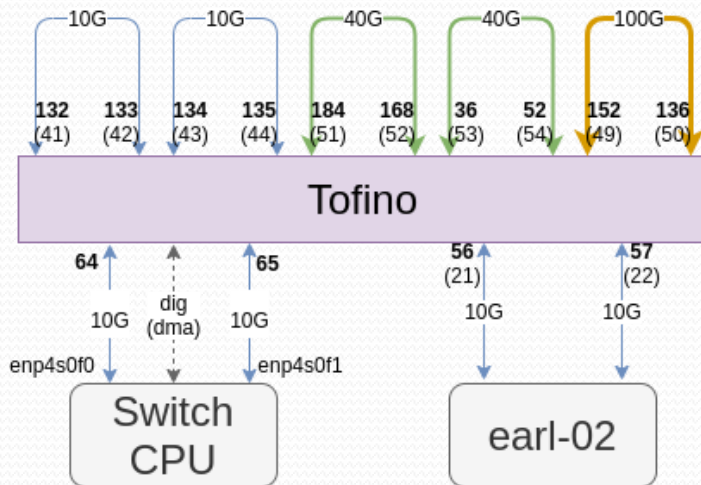 10G 10G 40G 40G 100G
132 133 134 135 184 168 36 52 152 136
(41) (42) (43) (44) (51) (52) (53) (54) (49) (50)
Tofino
64 65 56 57
(21) (22)
dig
(dma)
10G 10G 10G 10G
enp4s0f0 enp4s0f1
Switch
CPU
earl-02